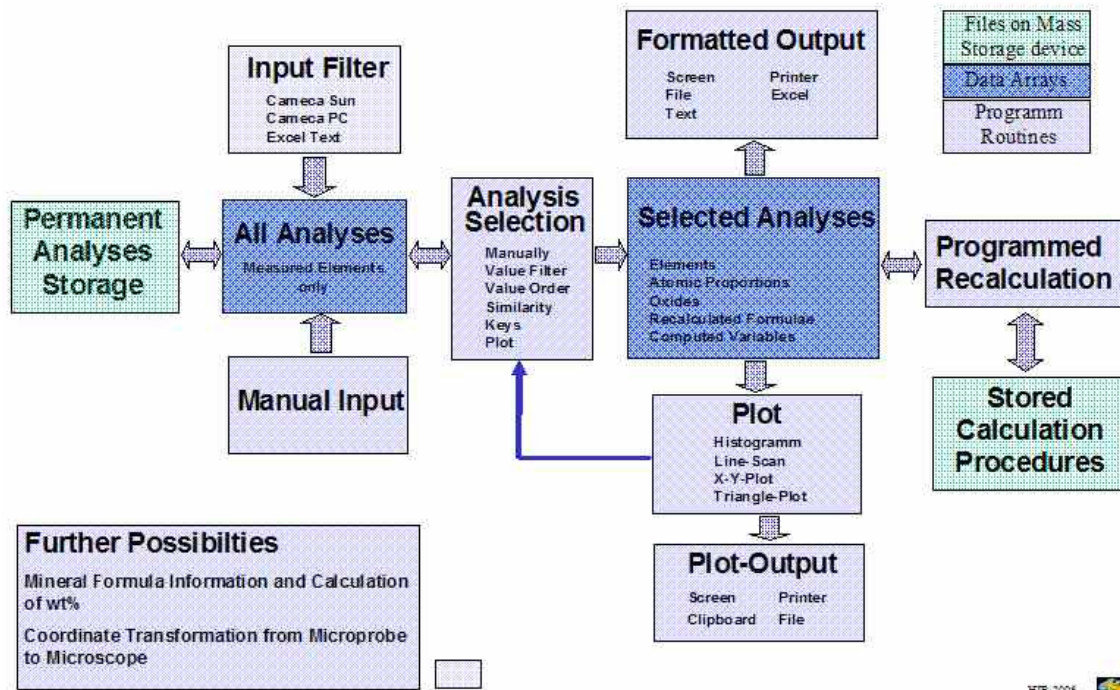 Input Filter
Cameca Sun
Cameca PC
Excel Text
Formatted Output
Screen Printer
File Excel
Text
Files on Mass
Storage device
Data Arrays
Programm
Routines
Permanent
Analyses
Storage
All Analyses
Measured Elements
only
Analysis
Selection
Manually
Value Filter
Value Order
Similarity
Keys
Plot
Selected Analyses
Elements
Atomic Proportions
Oxides
Recalculated Formulae
Computed Variables
Programmed
Recalculation
Manual Input
Plot
Histogramm
Line-Scan
X-Y-Plot
Triangle-Plot
Stored
Calculation
Procedures
Plot-Output
Screen Printer
Clipboard File
Further Possibilties
Mineral Formula Information and Calculation
of wt%
Coordinate Transformation from Microprobe
to Microscope